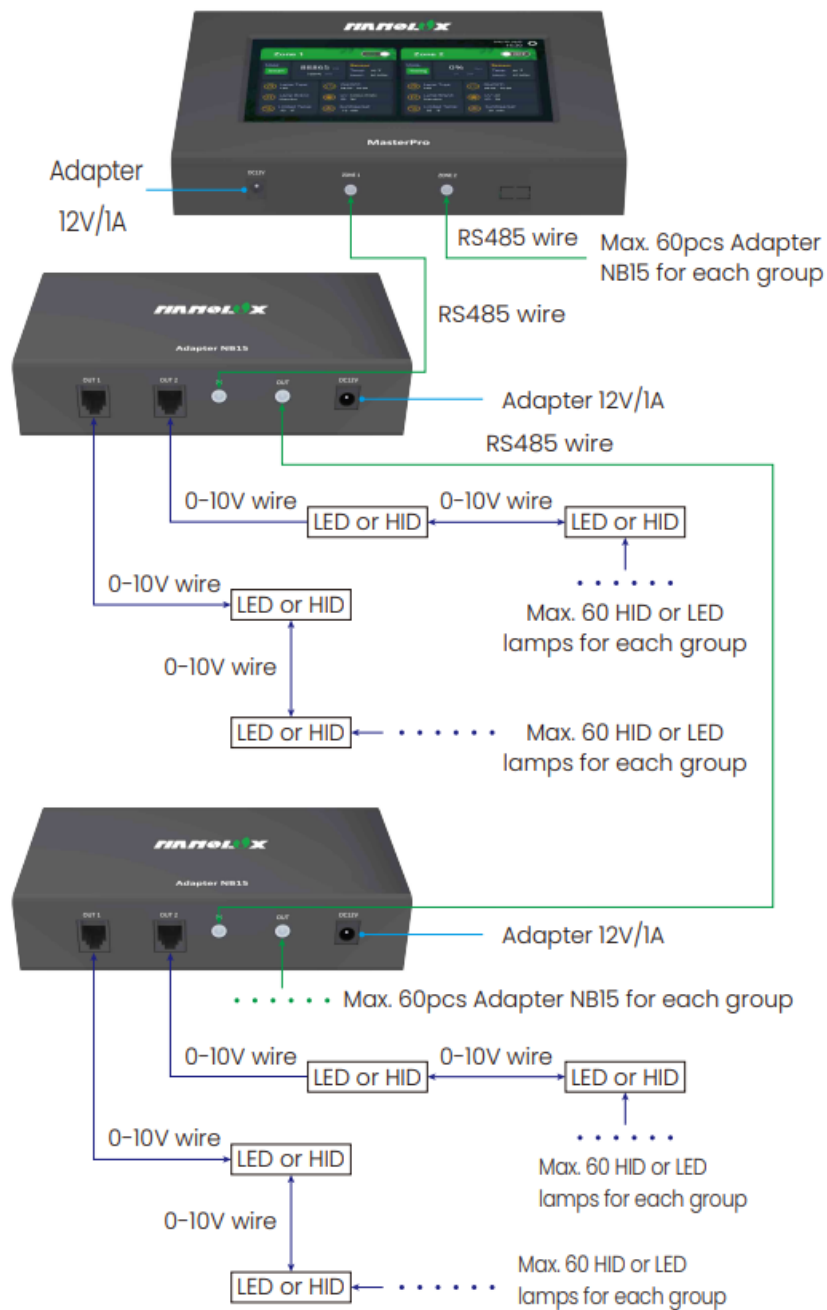 NANOLUX
Zone 1
Zone 2
88865
0%
MasterPro
DC12V
ZONE 1
ZONE 2
Adapter
12V/1A
RS485 wire
Max. 60pcs Adapter
NB15 for each group
RS485 wire
NANOLUX
Adapter NB15
OUT 1
OUT 2
IN
OUT
DC12V
Adapter 12V/1A
RS485 wire
0-10V wire
0-10V wire
LED or HID
LED or HID
0-10V wire
LED or HID
Max. 60 HID or LED
lamps for each group
0-10V wire
LED or HID
Max. 60 HID or LED
lamps for each group
NANOLUX
Adapter NB15
OUT 1
OUT 2
IN
OUT
DC12V
Adapter 12V/1A
Max. 60pcs Adapter NB15 for each group
0-10V wire
0-10V wire
LED or HID
LED or HID
0-10V wire
LED or HID
Max. 60 HID or LED
lamps for each group
0-10V wire
LED or HID
Max. 60 HID or LED
lamps for each group